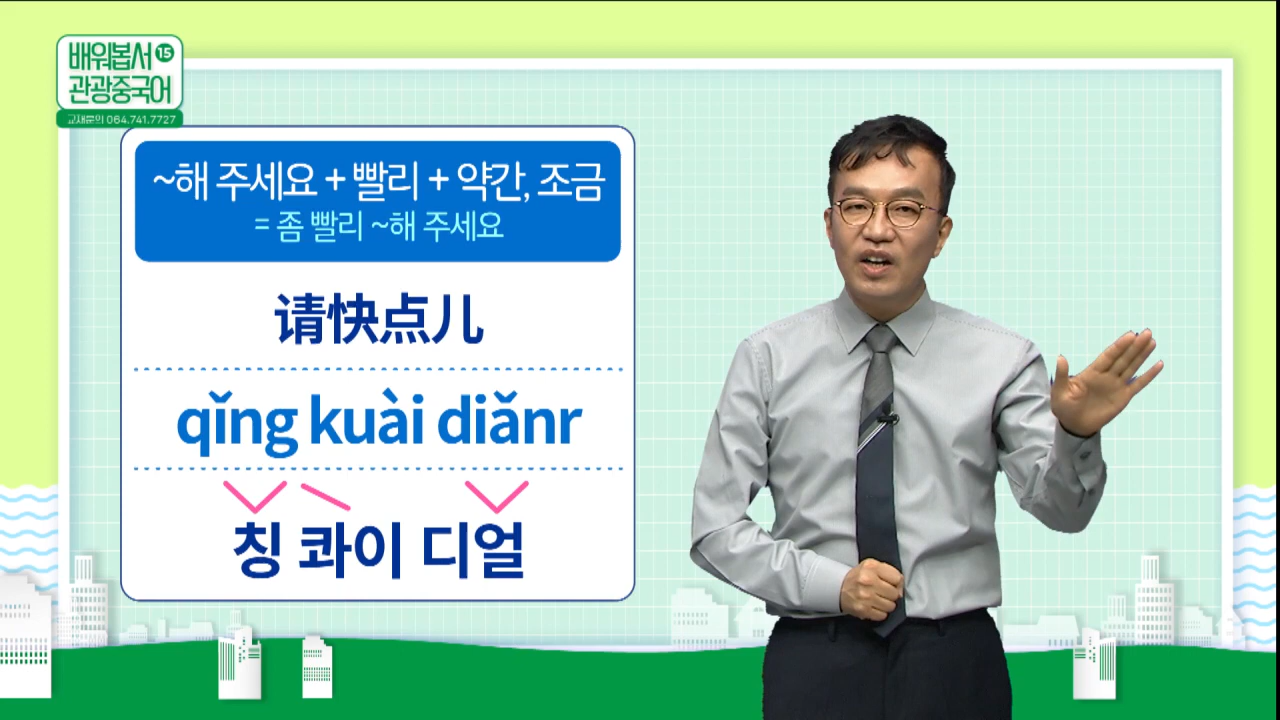 배워봅서 15
관광중국어
교재문의 064.741.7727
~해 주세요 + 빨리 + 약간, 조금
= 좀 빨리 ~해 주세요
请快点儿
qǐng kuài diǎnr
칭 콰이 디얼